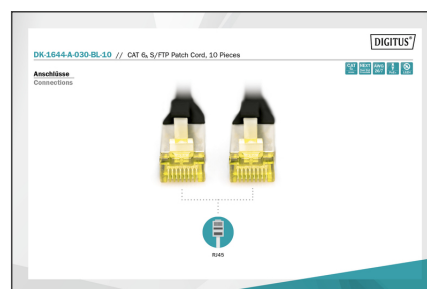 DIGITUS®
DK-1644-A-030-BL-10 // CAT 6A S/FTP Patch Cord, 10 Pieces
Anschlüsse
Connections
RJ45